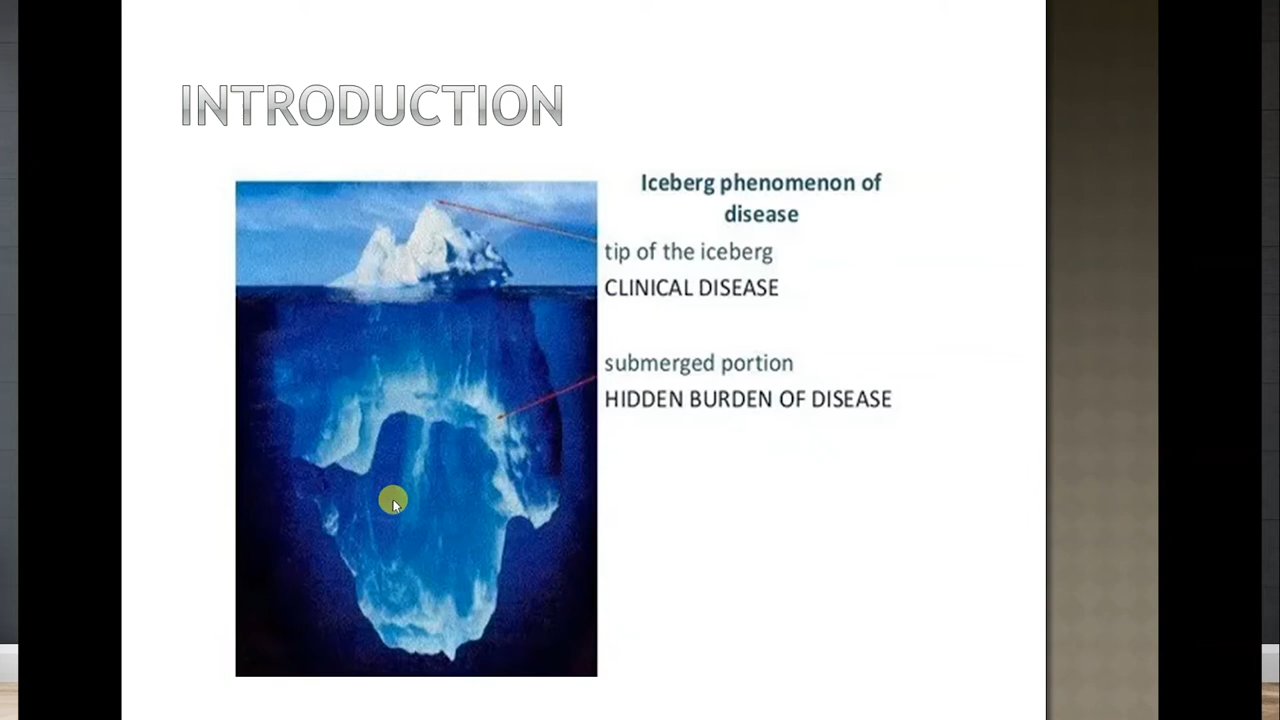 INTRODUCTION
Iceberg phenomenon of
disease
tip of the iceberg
CLINICAL DISEASE
submerged portion
HIDDEN BURDEN OF DISEASE